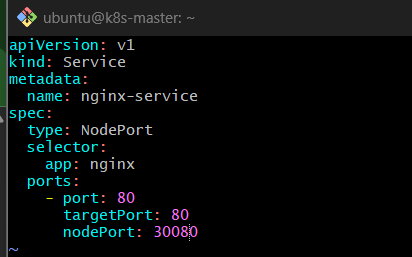 ubuntu@k8s-master: ~
apiVersion: v1
kind: Service
metadata:
  name: nginx-service
spec:
  type: NodePort
  selector:
    app: nginx
  ports:
    - port: 80
      targetPort: 80
      nodePort: 30080
~